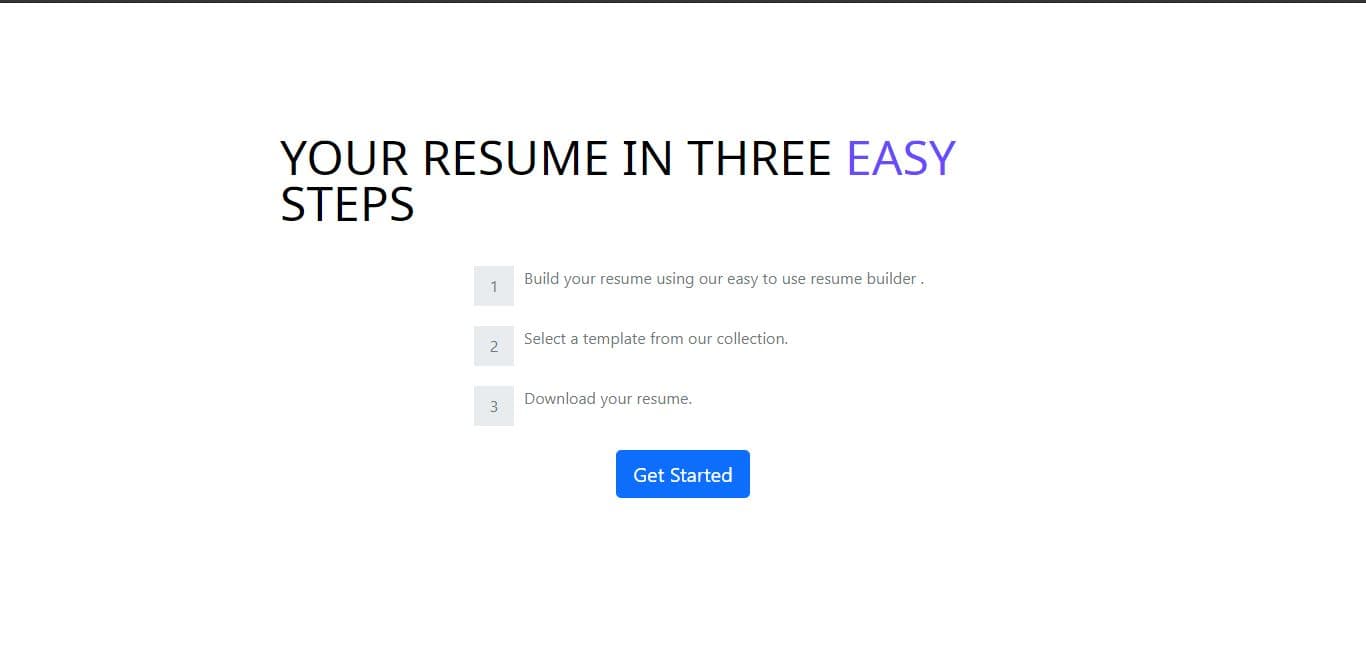 YOUR RESUME IN THREE EASY
STEPS
1 Build your resume using our easy to use resume builder .
2 Select a template from our collection.
3 Download your resume.
Get Started